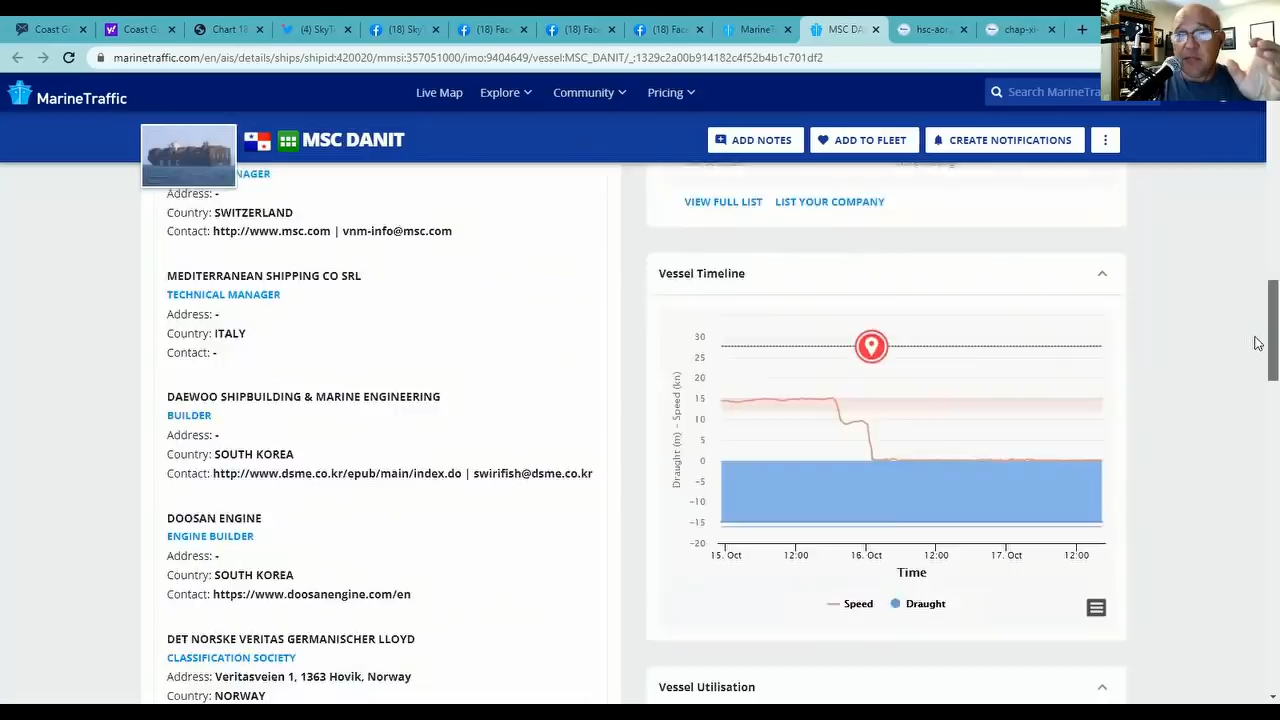 Coast G
Coast G
Chart 18
(4) SkyT
(18) Sky
(18) Face
(18) Face
(18) Face
MarineT
MSC DA
hsc-aor
chap-xi
marinetraffic.com/en/ais/details/ships/shipid:420020/mmsi:357051000/imo:9404649/vessel:MSC_DANIT/_:1329c2a00b914182c4f52b4b1c701df2
MarineTraffic
Live Map
Explore
Community
Pricing
Search MarineTra
MSC DANIT
ADD NOTES
ADD TO FLEET
CREATE NOTIFICATIONS
NAGER
Address: -
Country: SWITZERLAND
Contact: http://www.msc.com | vnm-info@msc.com
MEDITERRANEAN SHIPPING CO SRL
TECHNICAL MANAGER
Address: -
Country: ITALY
Contact: -
DAEWOO SHIPBUILDING & MARINE ENGINEERING
BUILDER
Address: -
Country: SOUTH KOREA
Contact: http://www.dsme.co.kr/epub/main/index.do | swirifish@dsme.co.kr
DOOSAN ENGINE
ENGINE BUILDER
Address: -
Country: SOUTH KOREA
Contact: https://www.doosanengine.com/en
DET NORSKE VERITAS GERMANISCHER LLOYD
CLASSIFICATION SOCIETY
Address: Veritasveien 1, 1363 Hovik, Norway
Country: NORWAY
VIEW FULL LIST
LIST YOUR COMPANY
Vessel Timeline
Draught (m) – Speed (kn)
30
25
20
15
10
5
0
−5
−10
−15
−20
15. Oct
12:00
16. Oct
12:00
17. Oct
12:00
Time
Speed
Draught
Vessel Utilisation